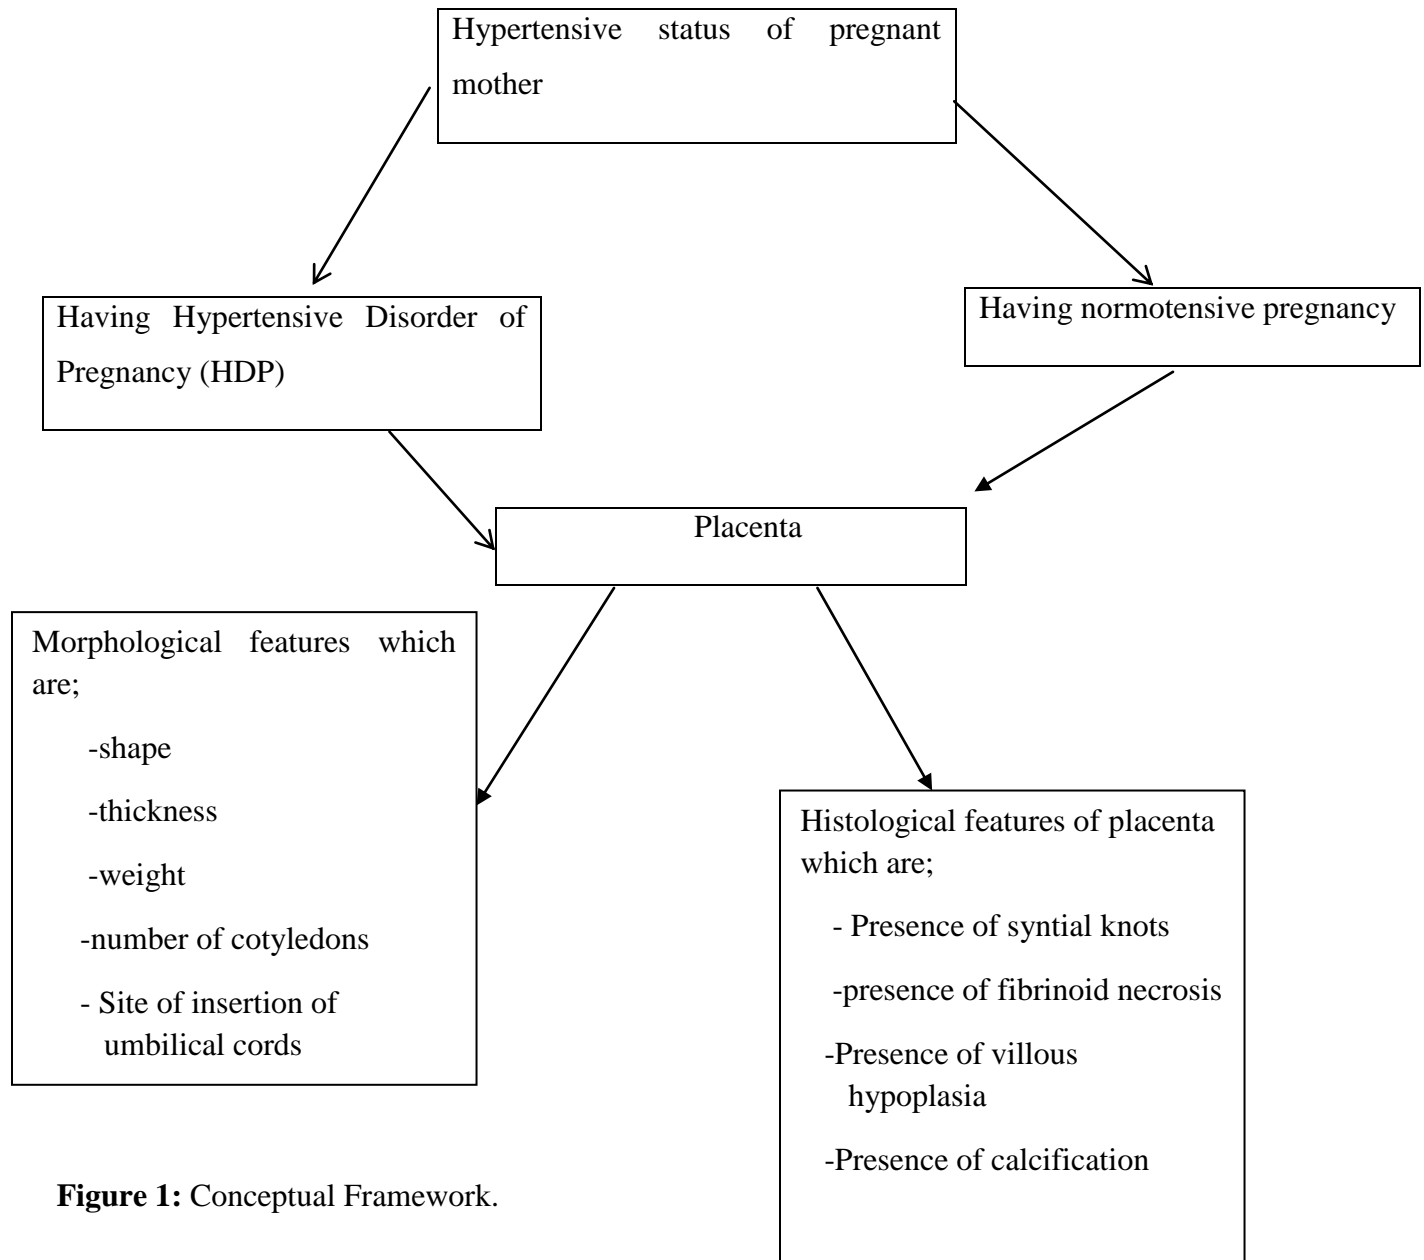 Hypertensive status of pregnant
mother
Having Hypertensive Disorder of
Pregnancy (HDP)
Having normotensive pregnancy
Placenta
Morphological features which
are;
-shape
-thickness
-weight
-number of cotyledons
- Site of insertion of
umbilical cords
Histological features of placenta
which are;
- Presence of syntial knots
-presence of fibrinoid necrosis
-Presence of villous
hypoplasia
-Presence of calcification
Figure 1: Conceptual Framework.